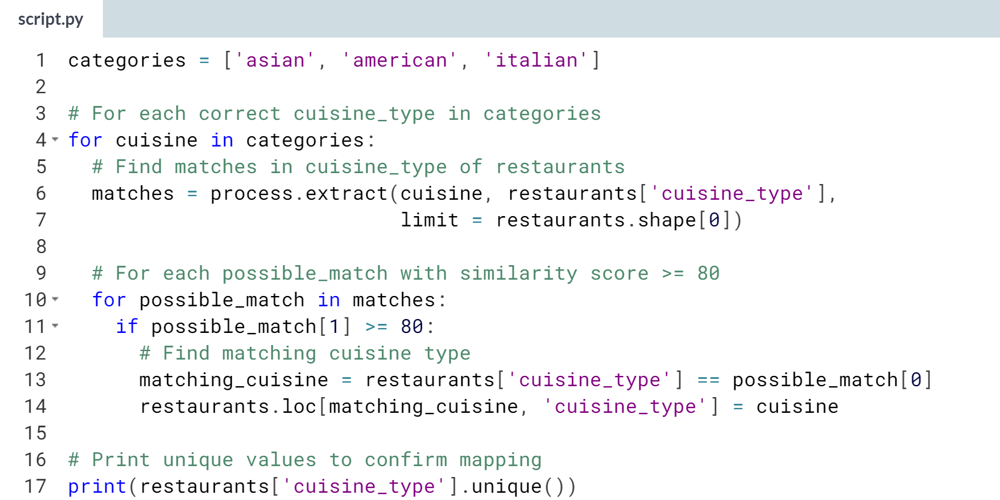 script.py
1 categories = ['asian', 'american', 'italian']
2
3 # For each correct cuisine_type in categories
4 for cuisine in categories:
5   # Find matches in cuisine_type of restaurants
6   matches = process.extract(cuisine, restaurants['cuisine_type'],
7                             limit = restaurants.shape[0])
8
9   # For each possible_match with similarity score >= 80
10   for possible_match in matches:
11     if possible_match[1] >= 80:
12       # Find matching cuisine type
13       matching_cuisine = restaurants['cuisine_type'] == possible_match[0]
14       restaurants.loc[matching_cuisine, 'cuisine_type'] = cuisine
15
16 # Print unique values to confirm mapping
17 print(restaurants['cuisine_type'].unique())